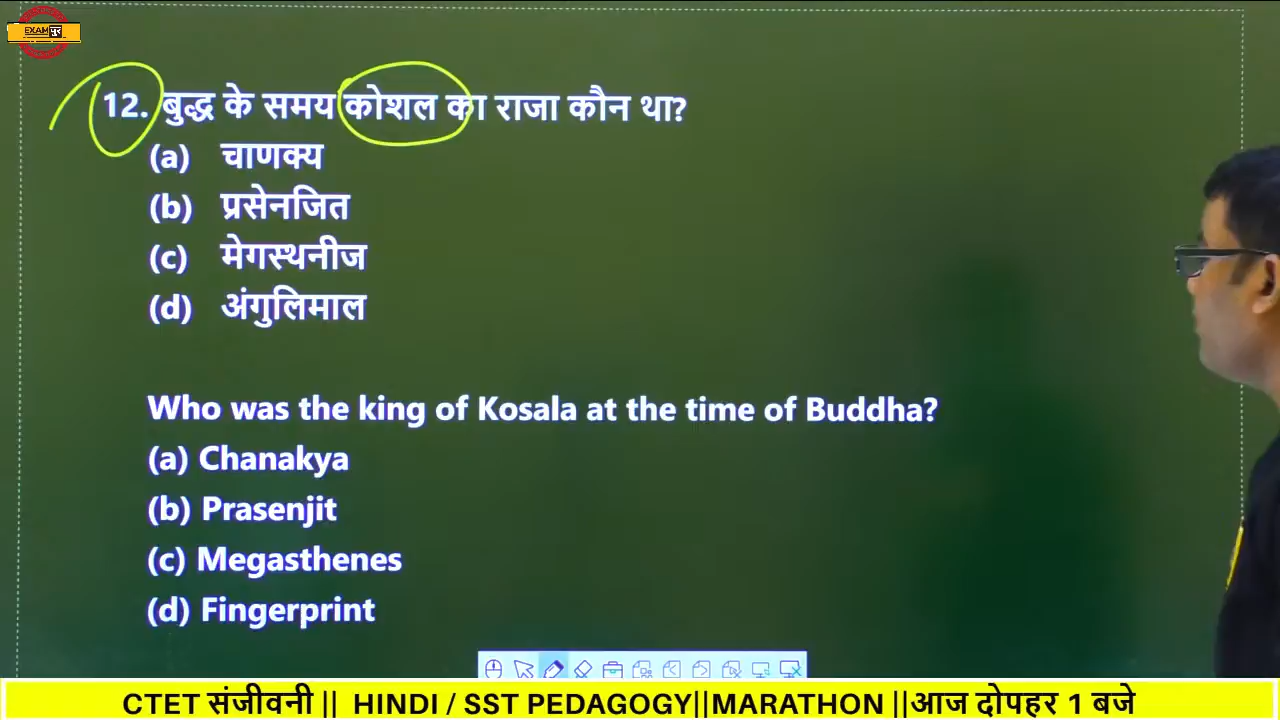 EXAM
12. बुद्ध के समय कोशल का राजा कौन था?
(a) चाणक्य
(b) प्रसेनजित
(c) मेगस्थनीज
(d) अंगुलिमाल
Who was the king of Kosala at the time of Buddha?
(a) Chanakya
(b) Prasenjit
(c) Megasthenes
(d) Fingerprint
CTET संजीवनी || HINDI / SST PEDAGOGY||MARATHON ||आज दोपहर 1 बजे